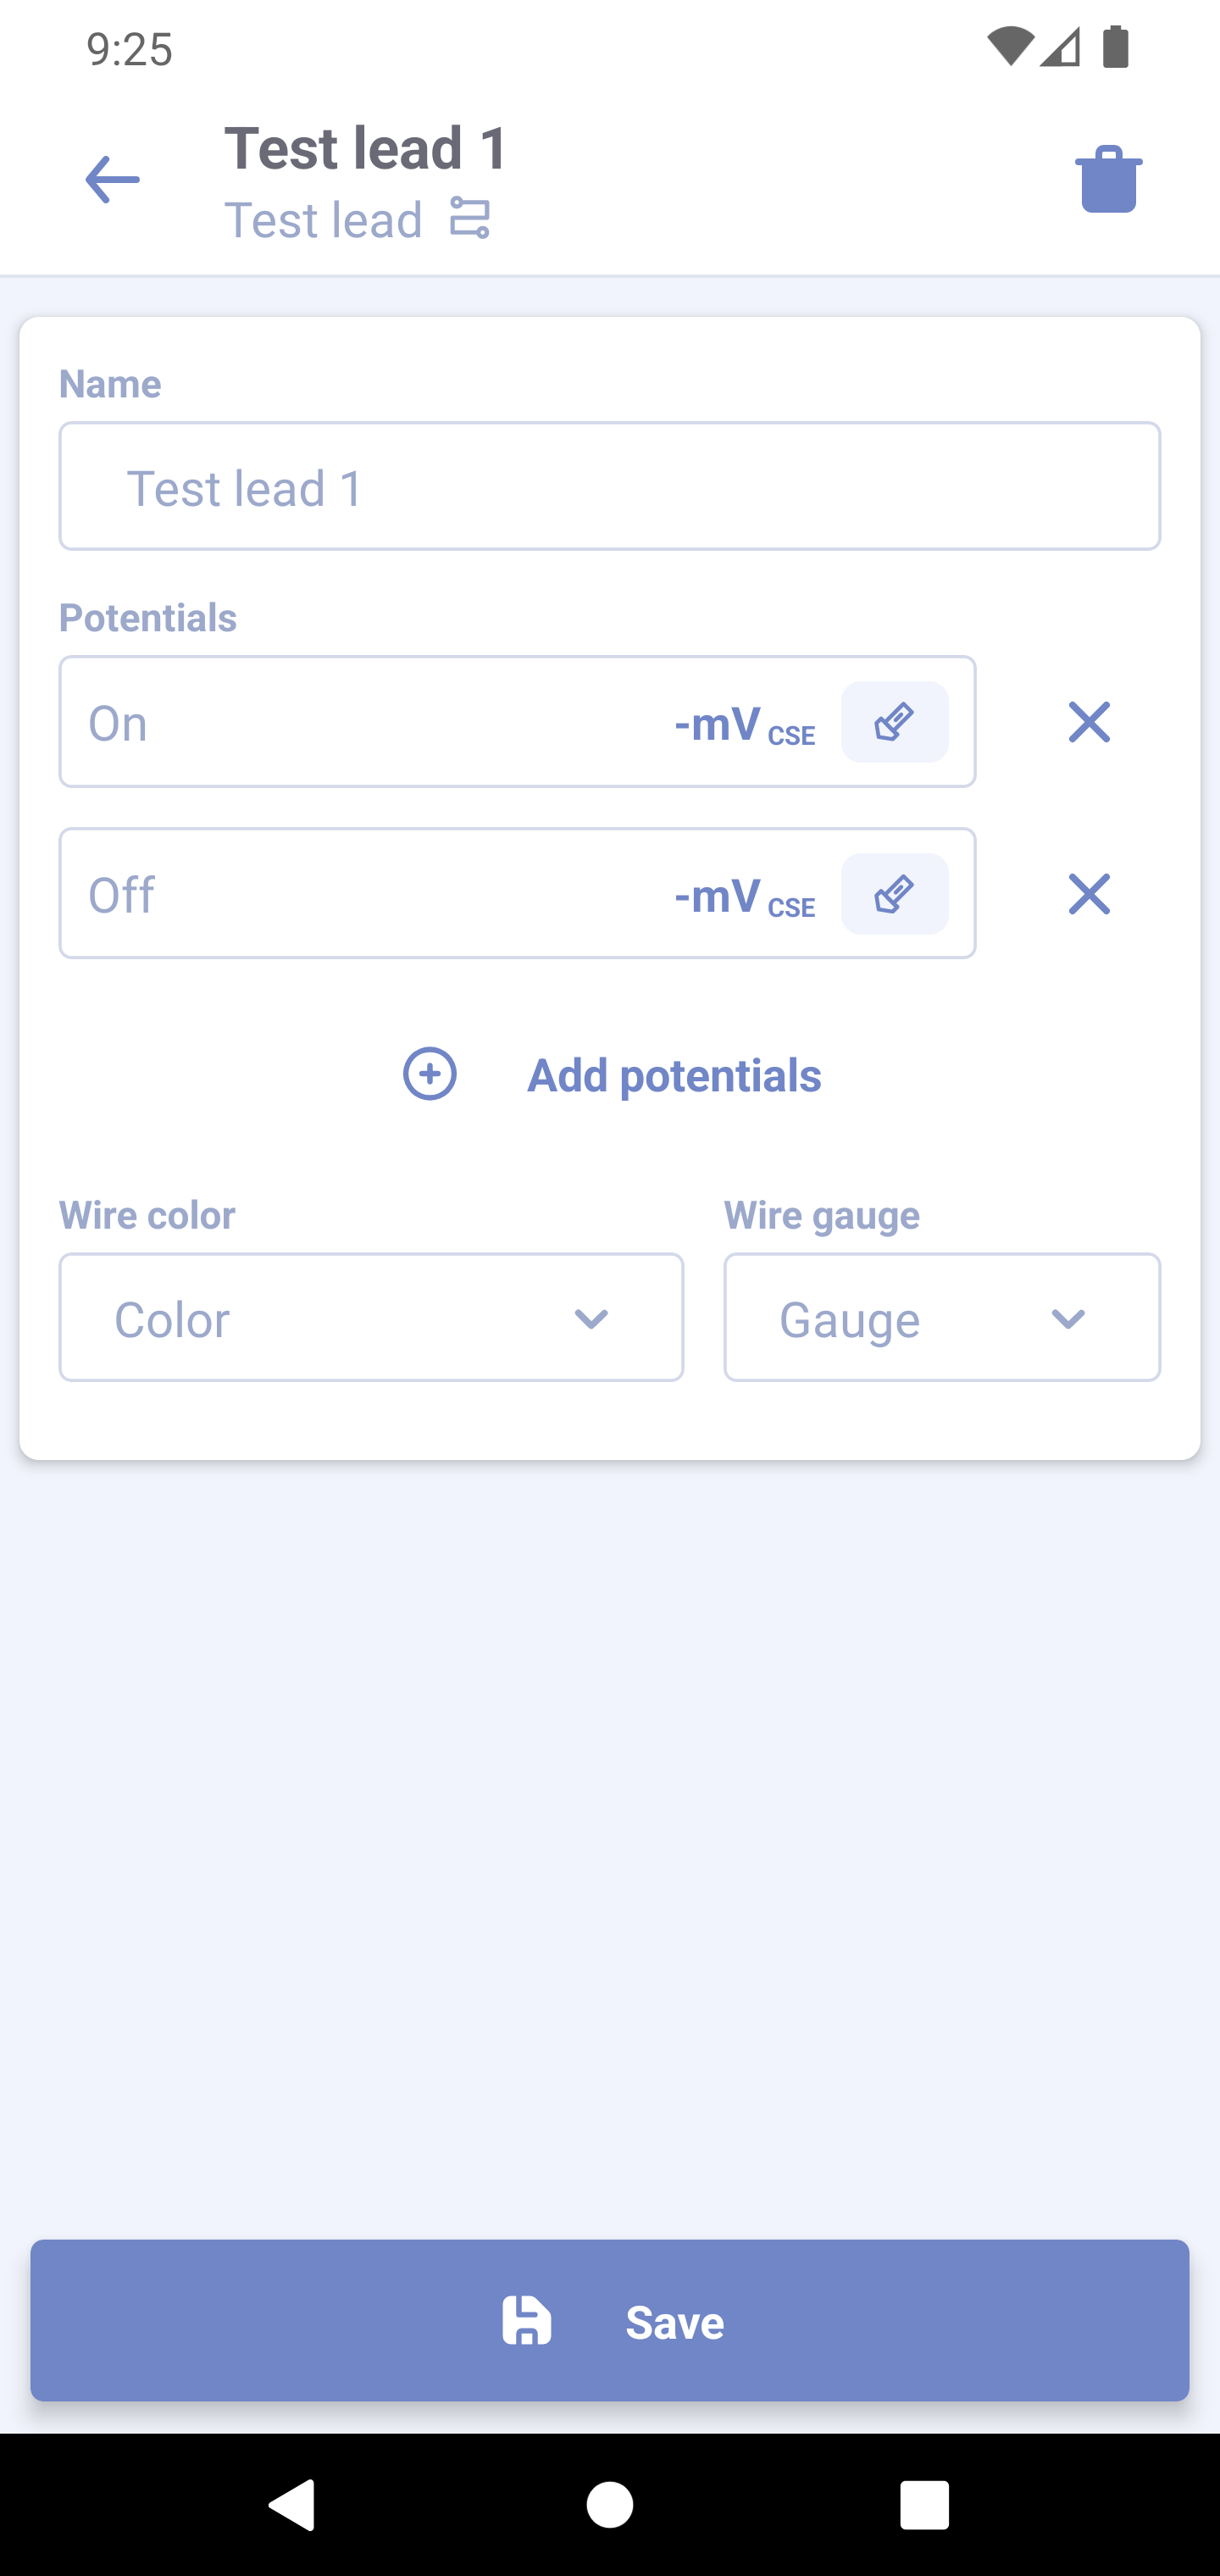 9:25
Test lead 1
Test lead
Name
Test lead 1
Potentials
On -mV CSE
Off -mV CSE
Add potentials
Wire color Wire gauge
Color Gauge
Save